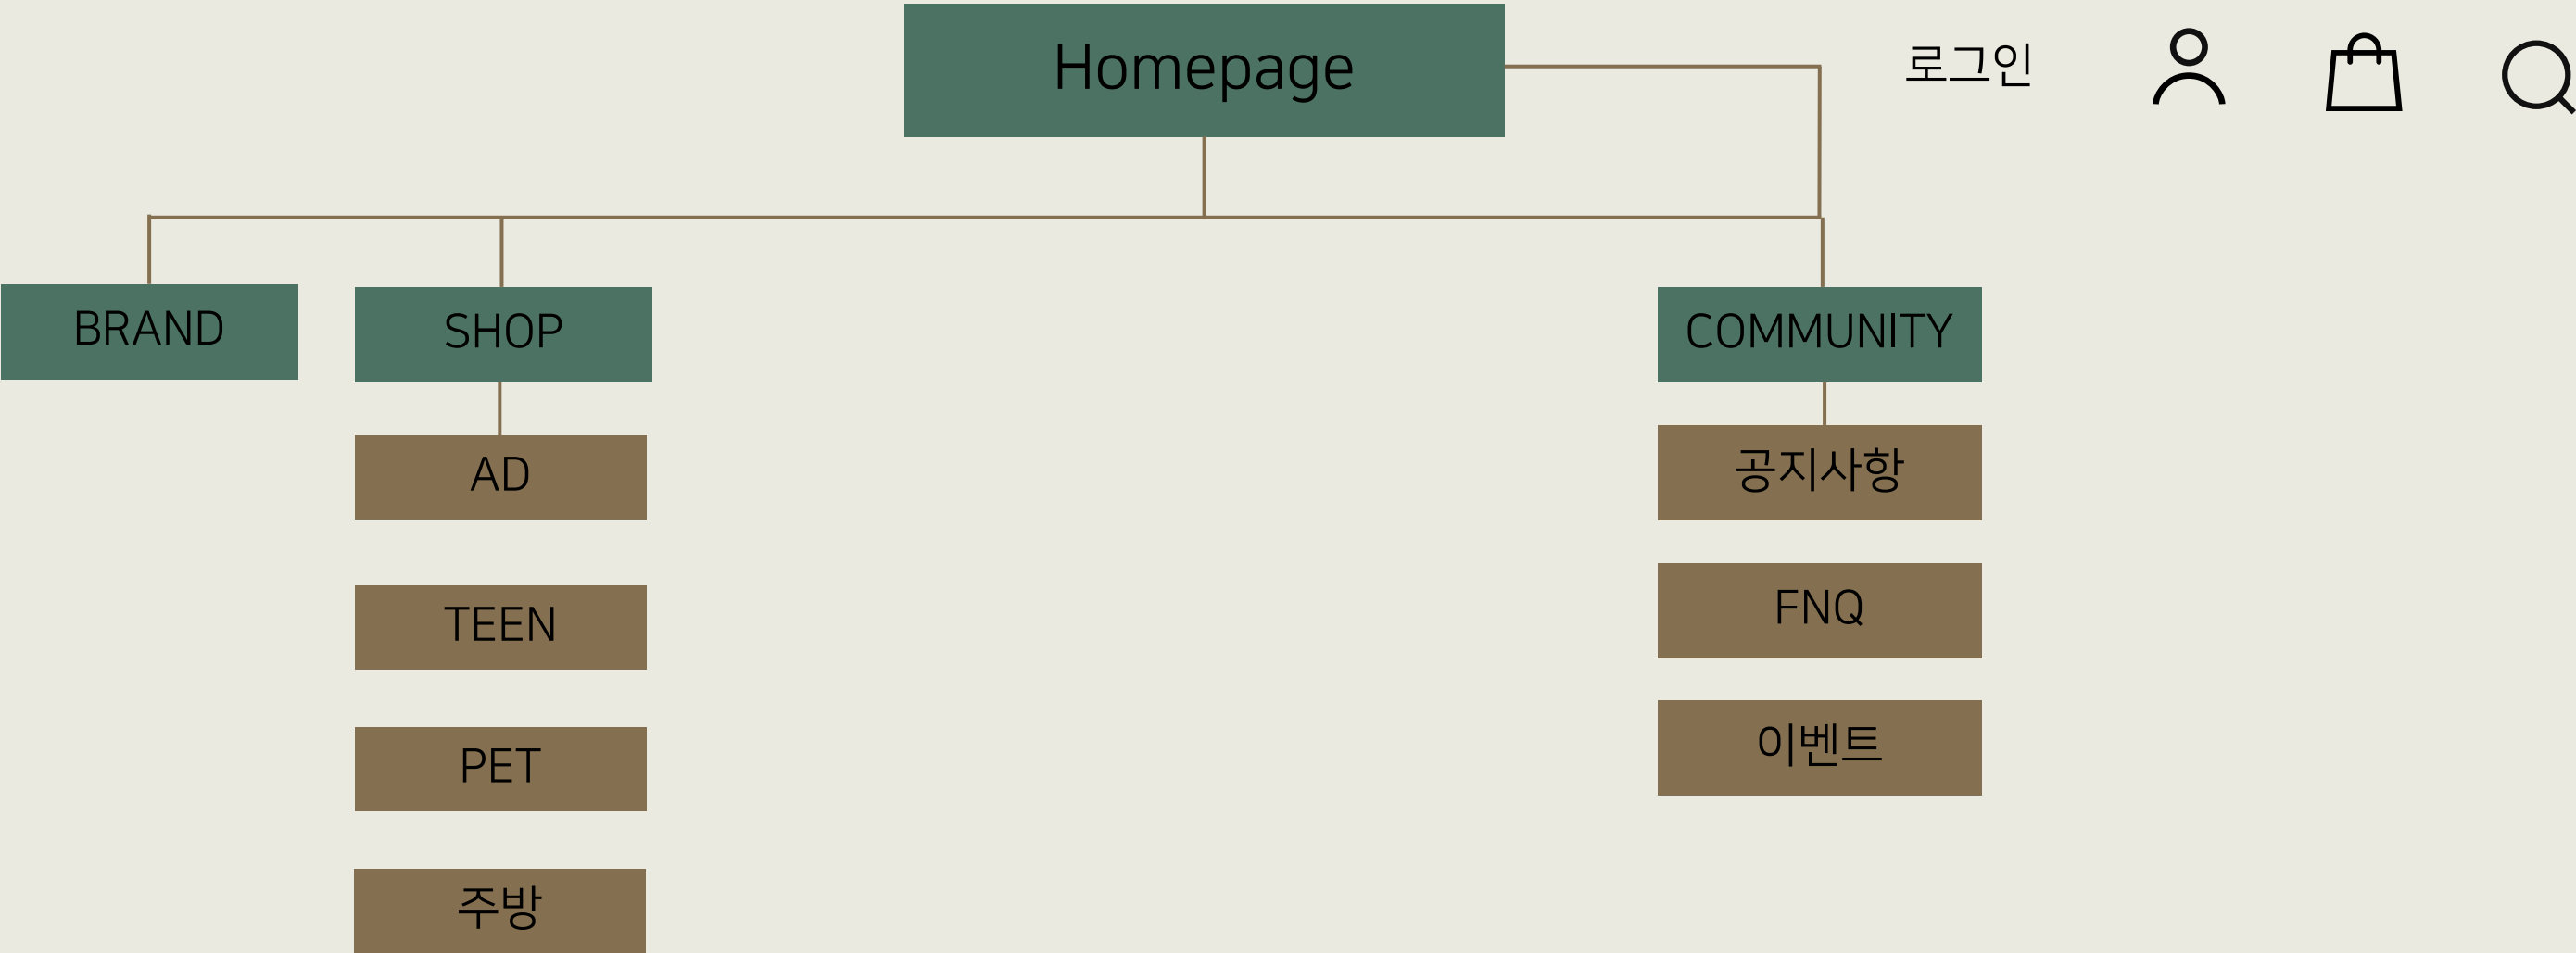 Homepage
로그인
BRAND
SHOP
COMMUNITY
AD
TEEN
PET
주방
공지사항
FNQ
이벤트